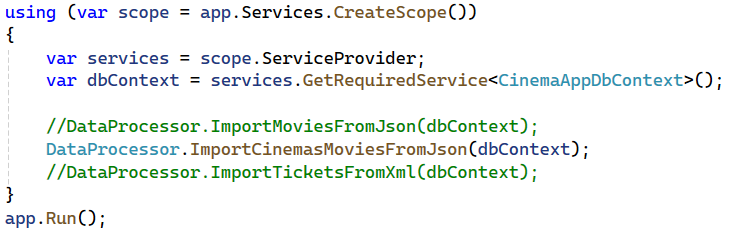 using (var scope = app.Services.CreateScope())
{
    var services = scope.ServiceProvider;
    var dbContext = services.GetRequiredService<CinemaAppDbContext>();

    //DataProcessor.ImportMoviesFromJson(dbContext);
    DataProcessor.ImportCinemasMoviesFromJson(dbContext);
    //DataProcessor.ImportTicketsFromXml(dbContext);
}
app.Run();